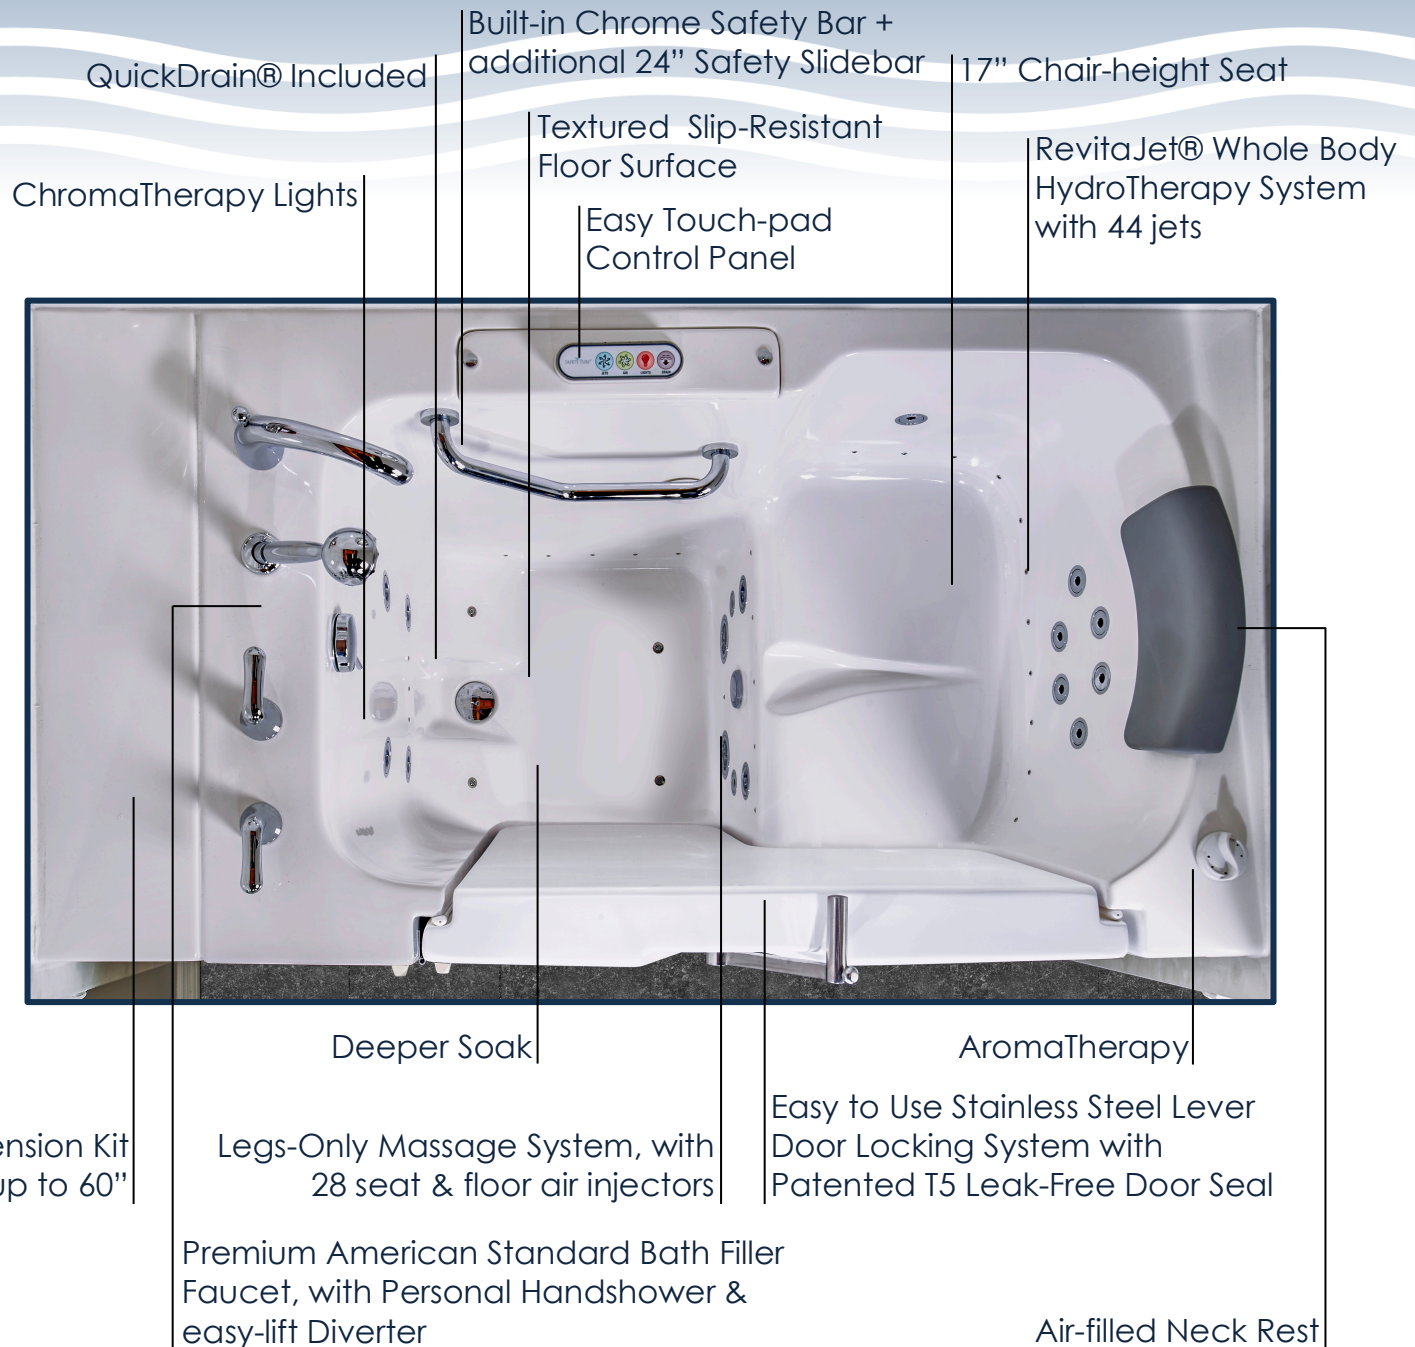 Built-in Chrome Safety Bar +
additional 24” Safety Slidebar
QuickDrain® Included
17” Chair-height Seat
Textured Slip-Resistant
Floor Surface
RevitaJet® Whole Body
HydroTherapy System
with 44 jets
ChromaTherapy Lights
Easy Touch-pad
Control Panel
JETS AIR LIGHTS
Deeper Soak
AromaTherapy
Easy to Use Stainless Steel Lever
Door Locking System with
Patented T5 Leak-Free Door Seal
ension Kit
up to 60”
Legs-Only Massage System, with
28 seat & floor air injectors
Premium American Standard Bath Filler
Faucet, with Personal Handshower &
easy-lift Diverter
Air-filled Neck Rest